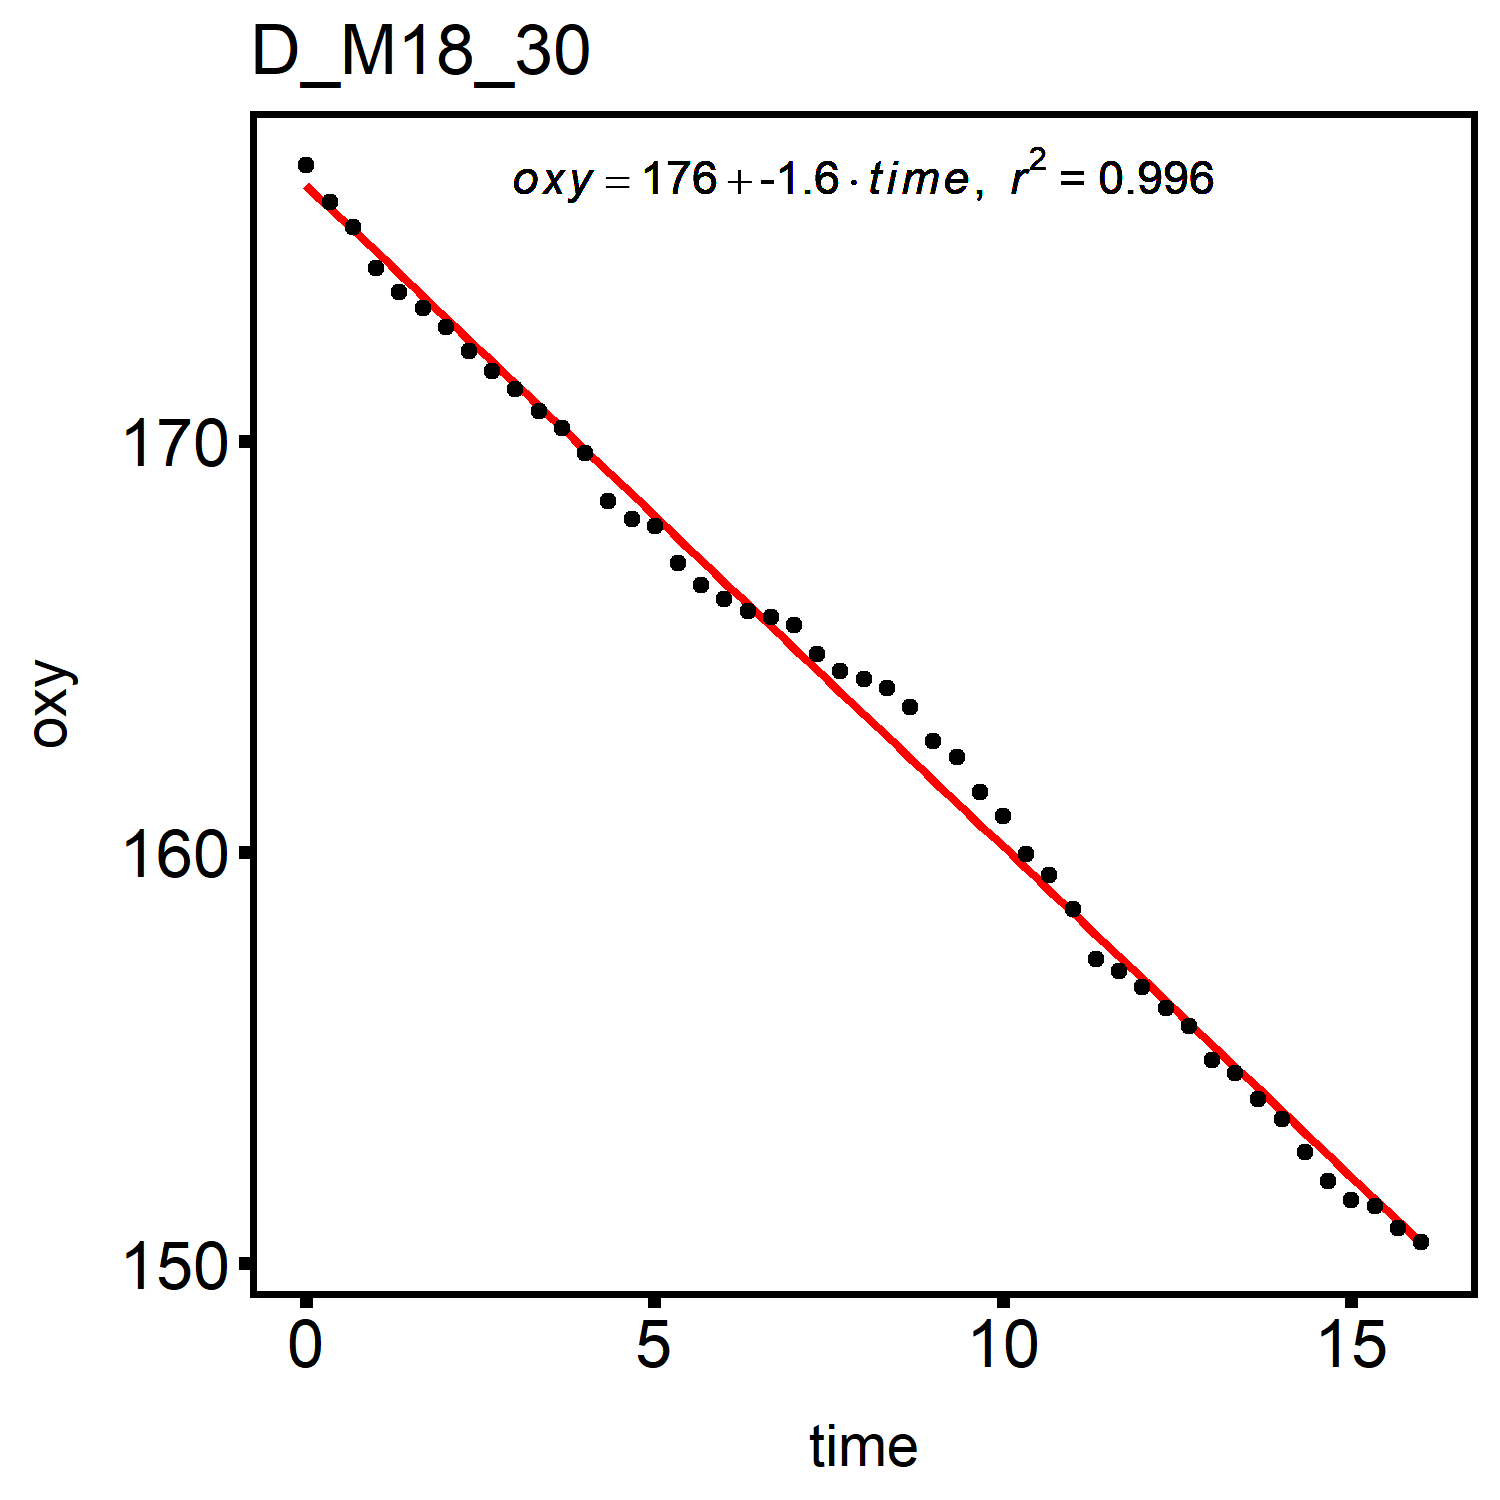 D_M18_30
oxy = 176 + -1.6 · time, r² = 0.996
170
160
150
oxy
0 5 10 15
time